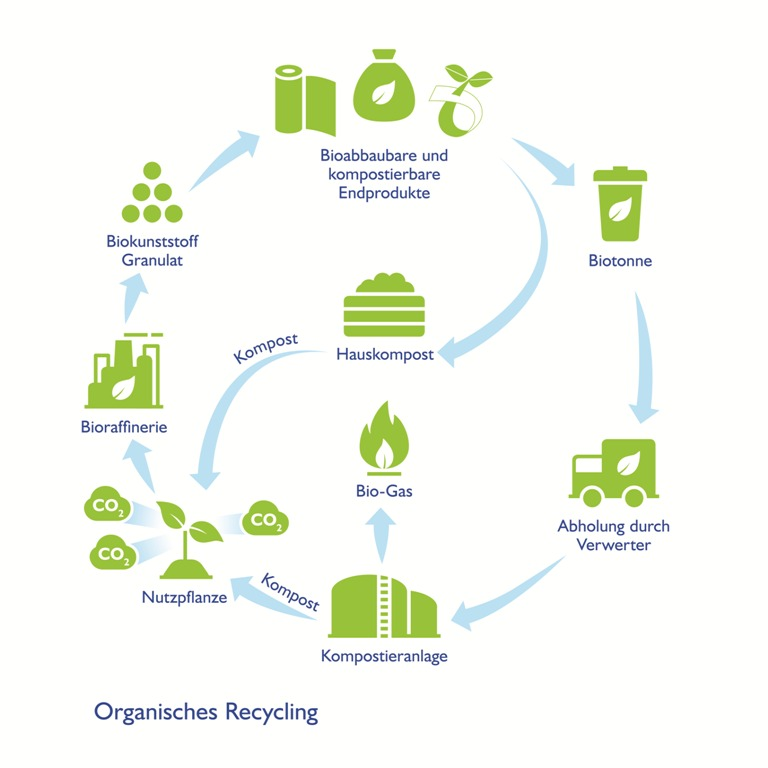 Bioabbaubare und
kompostierbare
Endprodukte
Biotonne
Biokunststoff
Granulat
Hauskompost
Kompost
Bioraffinerie
Bio-Gas
CO2
CO2
CO2
Abholung durch
Verwerter
Nutzpflanze
Kompost
Kompostieranlage
Organisches Recycling